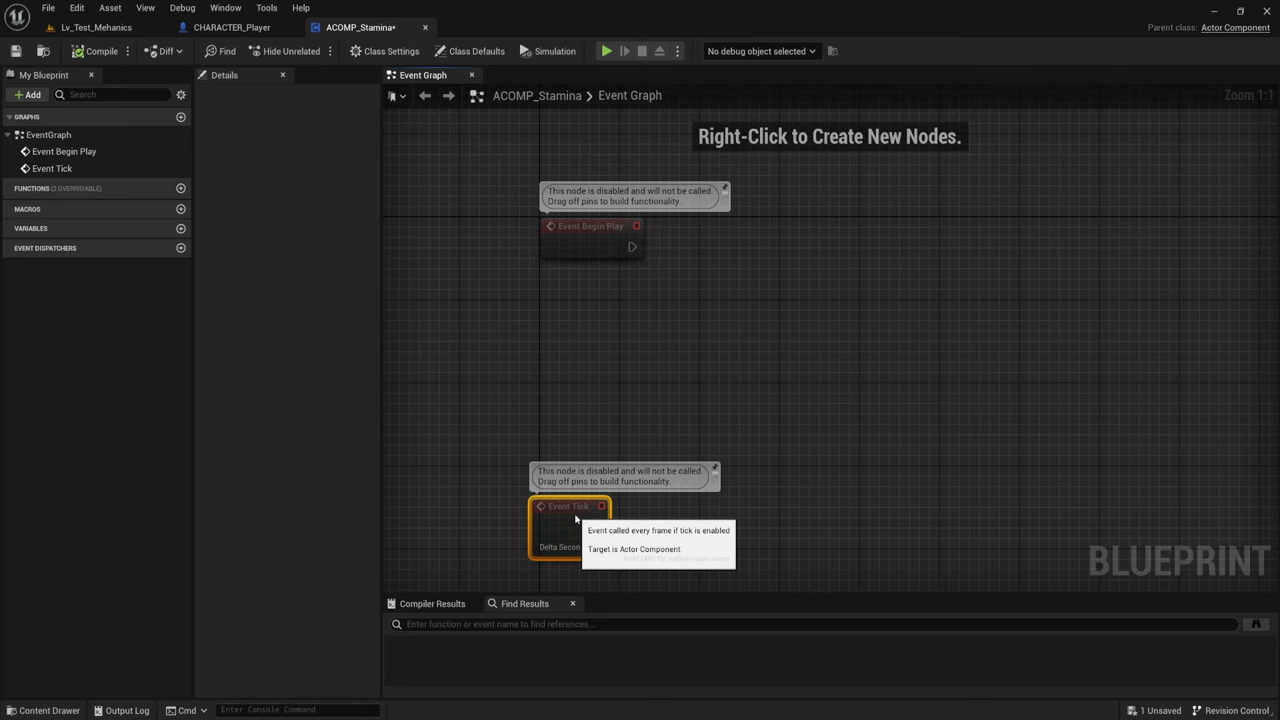 File Edit Asset View Debug Window Tools Help
Lv_Test_Mehanics CHARACTER_Player ACOMP_Stamina* Parent class: Actor Component
Compile Diff Find Hide Unrelated Class Settings Class Defaults Simulation No debug object selected
My Blueprint Details Event Graph
Add Search ACOMP_Stamina > Event Graph Zoom 1:1
GRAPHS
EventGraph
Event Begin Play
Event Tick
FUNCTIONS (2 OVERRIDABLE)
MACROS
VARIABLES
EVENT DISPATCHERS
Right-Click to Create New Nodes.
This node is disabled and will not be called.
Drag off pins to build functionality.
Event Begin Play
This node is disabled and will not be called.
Drag off pins to build functionality.
Event Tick
Delta Secon
Event called every frame if tick is enabled
Target is Actor Component
BLUEPRINT
Compiler Results Find Results
Enter function or event name to find references...
Content Drawer Output Log Cmd Enter Console Command 1 Unsaved Revision Control